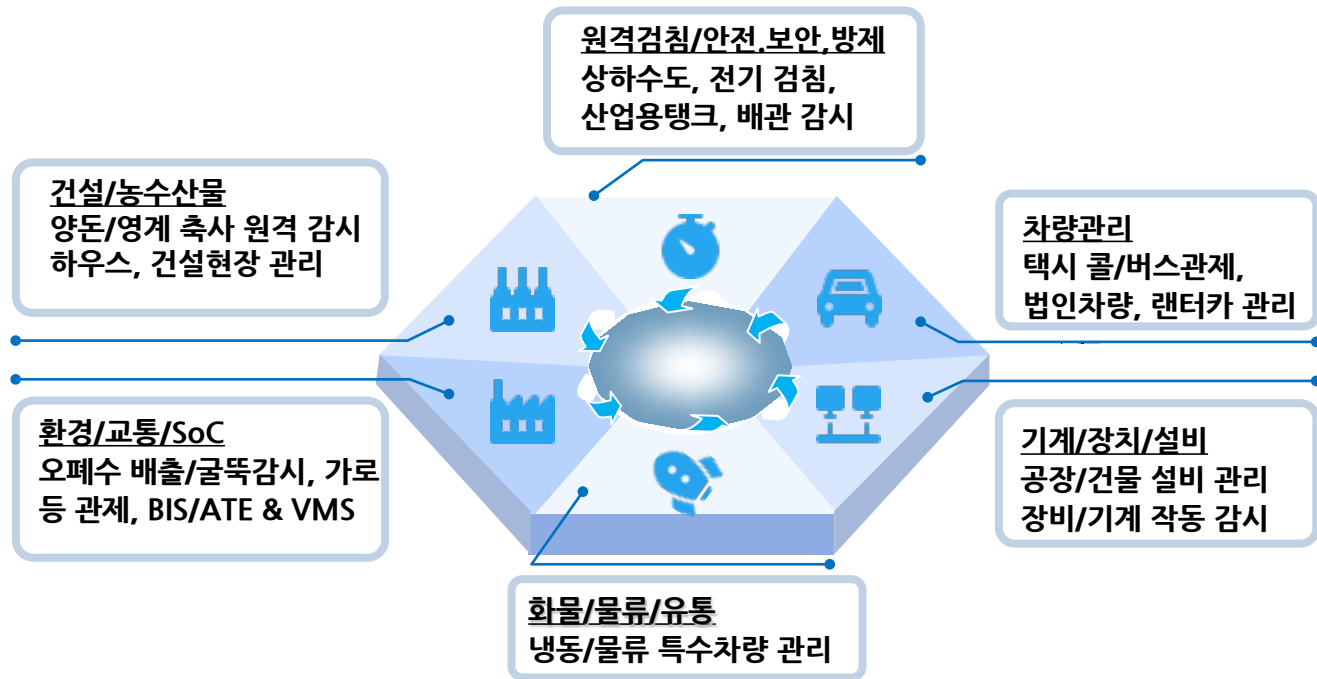 원격검침/안전.보안,방제
상하수도, 전기 검침,
산업용탱크, 배관 감시
건설/농수산물
양돈/영계 축사 원격 감시
하우스, 건설현장 관리
차량관리
택시 콜/버스관제,
법인차량, 랜터카 관리
환경/교통/SoC
오폐수 배출/굴뚝감시, 가로
등 관제, BIS/ATE & VMS
기계/장치/설비
공장/건물 설비 관리
장비/기계 작동 감시
화물/물류/유통
냉동/물류 특수차량 관리